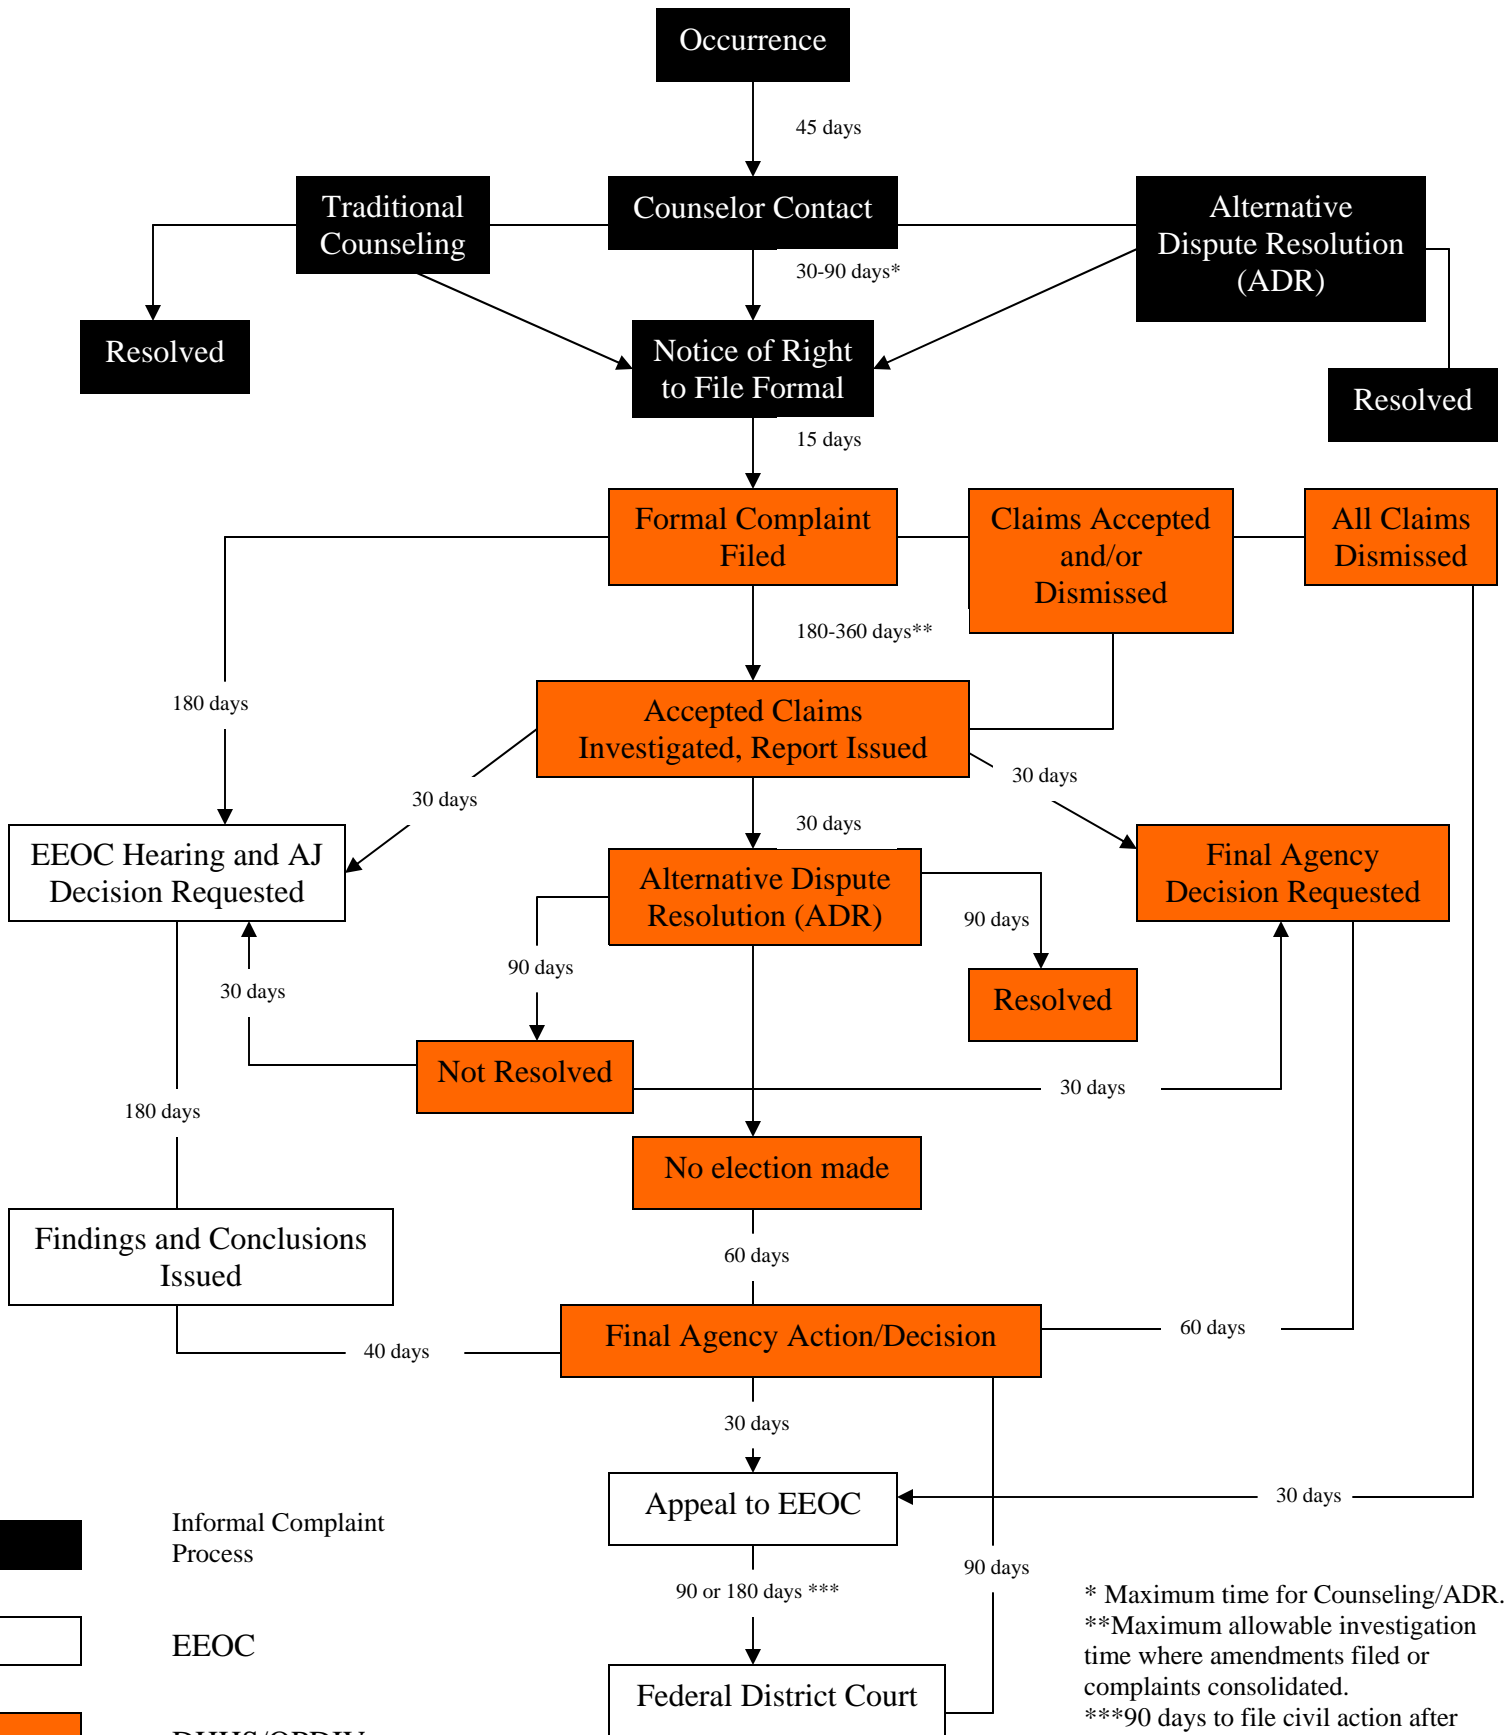 Occurrence
45 days
Traditional
Counseling
Counselor Contact
Alternative
Dispute Resolution
(ADR)
30-90 days*
Resolved
Notice of Right
to File Formal
Resolved
15 days
Formal Complaint
Filed
Claims Accepted
and/or
Dismissed
All Claims
Dismissed
180-360 days**
180 days
Accepted Claims
Investigated, Report Issued
30 days
30 days
30 days
EEOC Hearing and AJ
Decision Requested
Alternative Dispute
Resolution (ADR)
Final Agency
Decision Requested
90 days
90 days
30 days
Resolved
Not Resolved
30 days
180 days
No election made
Findings and Conclusions
Issued
60 days
Final Agency Action/Decision
60 days
40 days
30 days
Appeal to EEOC
30 days
Informal Complaint
Process
90 days
90 or 180 days ***
EEOC
Federal District Court
* Maximum time for Counseling/ADR.
**Maximum allowable investigation
time where amendments filed or
complaints consolidated.
***90 days to file civil action after
DHHS/OPDIV